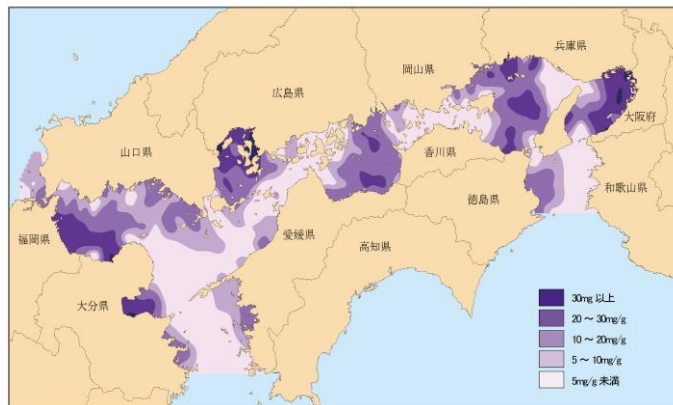 兵庫県
岡山県
広島県
大阪府
山口県
香川県
和歌山県
徳島県
愛媛県
福岡県
高知県
大分県
30mg 以上
20～30mg/g
10～20mg/g
5～10mg/g
5mg/g 未満